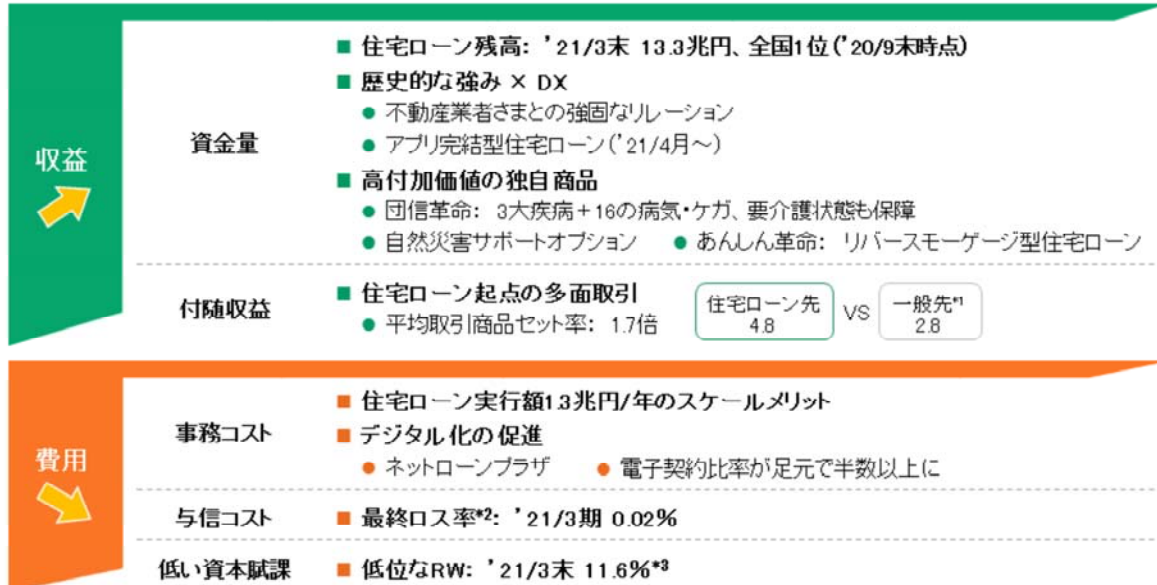 収益
資金量
■ 住宅ローン残高: ’21/3末 13.3兆円、全国1位(’20/9末時点)
■ 歴史的な強み × DX
● 不動産業者さまとの強固なリレーション
● アプリ完結型住宅ローン(’21/4月～)
■ 高付加価値の独自商品
● 団信革命: 3大疾病+16の病気・ケガ、要介護状態も保障
● 自然災害サポートオプション ● あんしん革命: リバースモーゲージ型住宅ローン
付随収益
■ 住宅ローン起点の多面取引
● 平均取引商品セット率: 1.7倍
住宅ローン先
4.8
VS
一般先*1
2.8
費用
事務コスト
■ 住宅ローン実行額1.3兆円/年のスケールメリット
■ デジタル化の促進
● ネットローンプラザ ● 電子契約比率が足元で半数以上に
与信コスト
■ 最終ロス率*2: ’21/3期 0.02%
低い資本賦課
■ 低位なRW: ’21/3末 11.6%*3